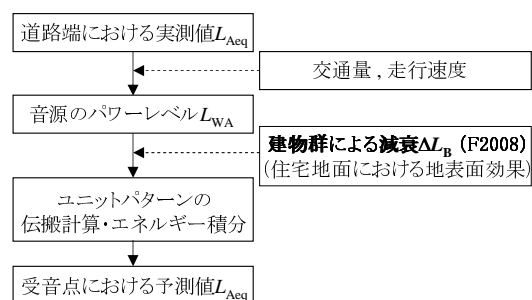 道路端における実測値LAeq
交通量 , 走行速度
音源のパワーレベルLWA
建物群による減衰ΔLB (F2008)
(住宅地面における地表面効果)
ユニットパターンの
伝搬計算・エネルギー積分
受音点における予測値LAeq